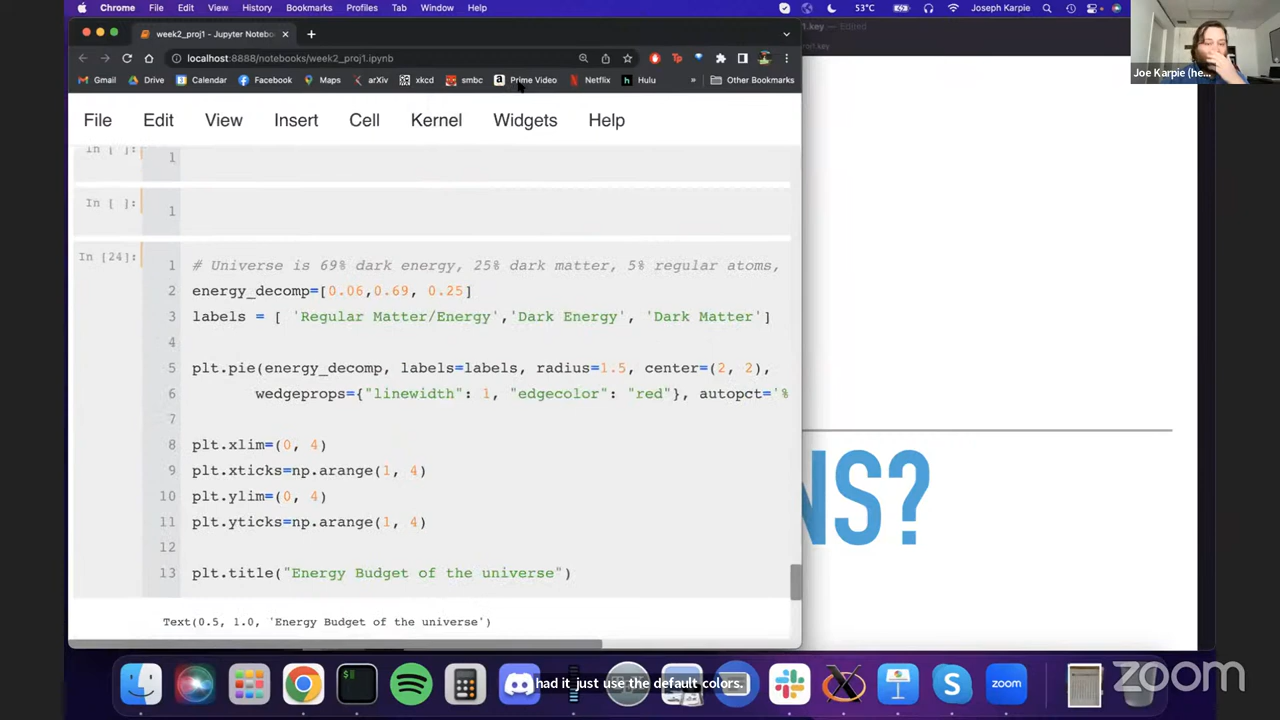 Chrome File Edit View History Bookmarks Profiles Tab Window Help 53°C Joseph Karpie
week2_proj1 - Jupyter Notebo
1.key — Edited
localhost:8888/notebooks/week2_proj1.ipynb
Gmail Drive Calendar Facebook Maps arXiv xkcd smbc Prime Video Netflix Hulu » Other Bookmarks
Joe Karpie (he...
File Edit View Insert Cell Kernel Widgets Help
In [ ]: 1
In [ ]: 1
In [24]:
1 # Universe is 69% dark energy, 25% dark matter, 5% regular atoms,
2 energy_decomp=[0.06,0.69, 0.25]
3 labels = [ 'Regular Matter/Energy','Dark Energy', 'Dark Matter']
4
5 plt.pie(energy_decomp, labels=labels, radius=1.5, center=(2, 2),
6 wedgeprops={"linewidth": 1, "edgecolor": "red"}, autopct='%
7
8 plt.xlim=(0, 4)
9 plt.xticks=np.arange(1, 4)
10 plt.ylim=(0, 4)
11 plt.yticks=np.arange(1, 4)
12
13 plt.title("Energy Budget of the universe")
Text(0.5, 1.0, 'Energy Budget of the universe')
NS?
had it just use the default colors.
zoom
zoom